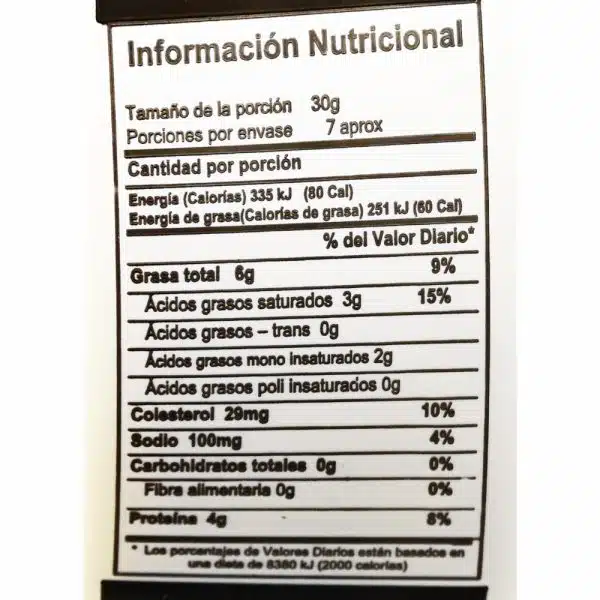 Información Nutricional
Tamaño de la porción 30g
Porciones por envase 7 aprox
Cantidad por porción
Energía (Calorías) 335 kJ (80 Cal)
Energía de grasa(Calorías de grasa) 251 kJ (60 Cal)
% del Valor Diario*
Grasa total 6g 9%
Ácidos grasos saturados 3g 15%
Ácidos grasos – trans 0g
Ácidos grasos mono insaturados 2g
Ácidos grasos poli insaturados 0g
Colesterol 29mg 10%
Sodio 100mg 4%
Carbohidratos totales 0g 0%
Fibra alimentaria 0g 0%
Proteína 4g 8%
* Los porcentajes de Valores Diarios están basados en
una dieta de 8380 kJ (2000 calorías)